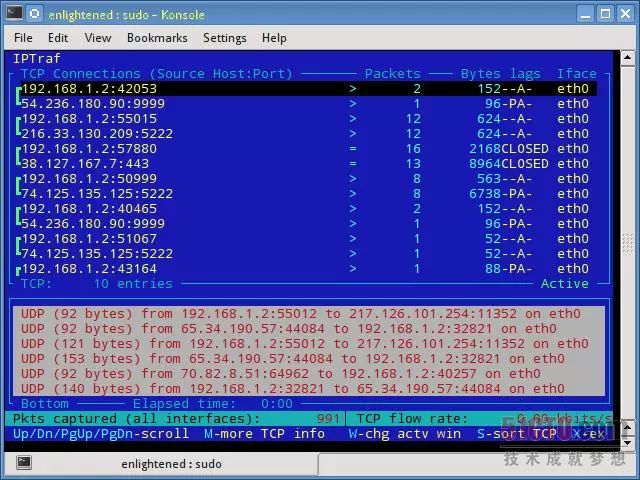 enlightened : sudo - Konsole
File Edit View Bookmarks Settings Help
IPTraf
TCP Connections (Source Host:Port) Packets Bytes lags Iface
192.168.1.2:42053 > 2 152 --A- eth0
54.236.180.90:9999 > 1 96 -PA- eth0
192.168.1.2:55015 > 12 624 --A- eth0
216.33.130.209:5222 > 12 624 --A- eth0
192.168.1.2:57880 = 16 2168 CLOSED eth0
38.127.167.7:443 = 13 8964 CLOSED eth0
192.168.1.2:50999 > 8 563 --A- eth0
74.125.135.125:5222 > 8 6738 -PA- eth0
192.168.1.2:40465 > 2 152 --A- eth0
54.236.180.90:9999 > 1 96 -PA- eth0
192.168.1.2:51067 > 1 52 --A- eth0
74.125.135.125:5222 > 1 52 --A- eth0
192.168.1.2:43164 > 1 88 -PA- eth0
TCP: 10 entries Active
UDP (92 bytes) from 192.168.1.2:55012 to 217.126.101.254:11352 on eth0
UDP (92 bytes) from 65.34.190.57:44084 to 192.168.1.2:32821 on eth0
UDP (121 bytes) from 192.168.1.2:55012 to 217.126.101.254:11352 on eth0
UDP (153 bytes) from 65.34.190.57:44084 to 192.168.1.2:32821 on eth0
UDP (92 bytes) from 70.82.8.51:64962 to 192.168.1.2:40257 on eth0
UDP (140 bytes) from 192.168.1.2:32821 to 65.34.190.57:44084 on eth0
Bottom Elapsed time: 0:00
Pkts captured (all interfaces): 991 TCP flow rate: 0.00 kbits/s
Up/Dn/PgUp/PgDn-scroll M-more TCP info W-chg actv win S-sort TCP X-ex
技术成就梦想
enlightened : sudo